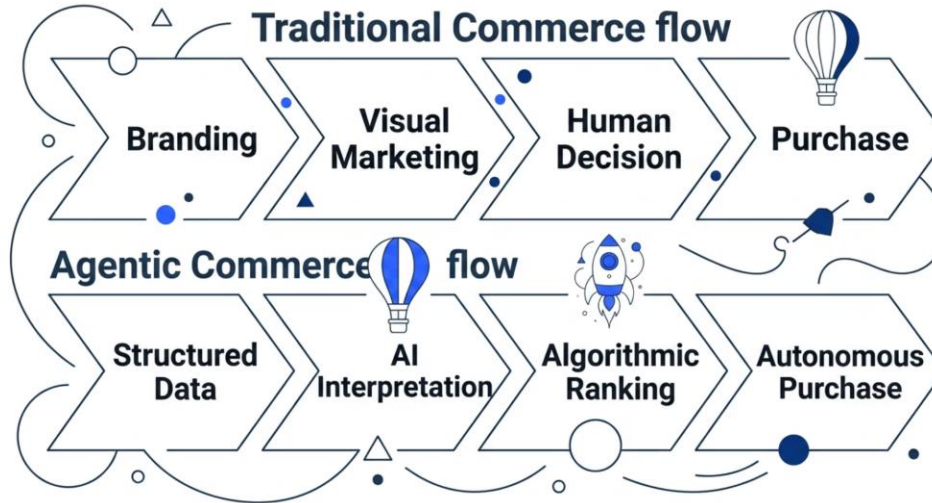 Traditional Commerce flow
Branding
Visual
Marketing
Human
Decision
Purchase
Agentic Commerce flow
Structured
Data
AI
Interpretation
Algorithmic
Ranking
Autonomous
Purchase